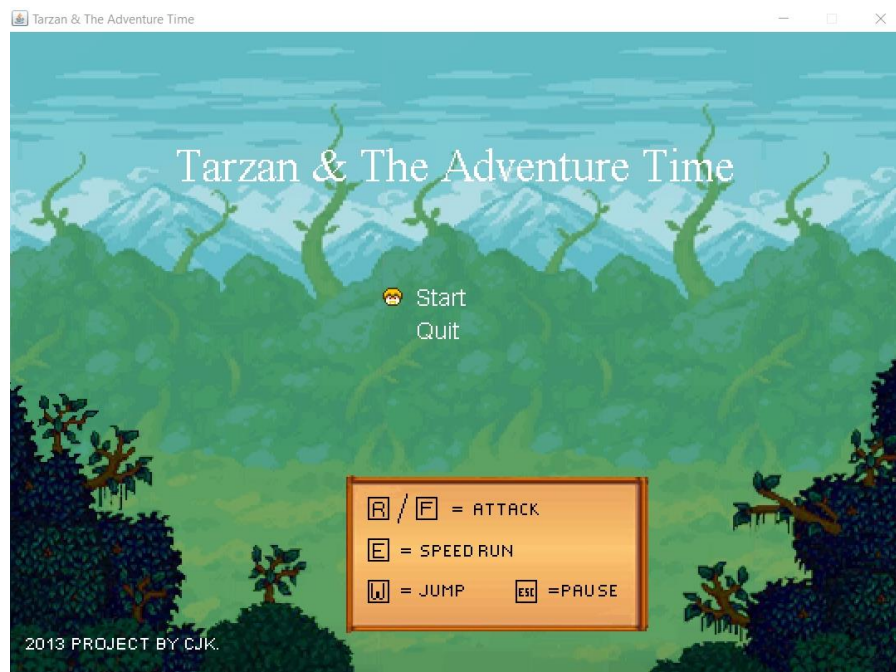 Tarzan & The Adventure Time
Tarzan & The Adventure Time
Start
Quit
R / F = ATTACK
E = SPEED RUN
W = JUMP ESC =PAUSE
2013 PROJECT BY CJK.